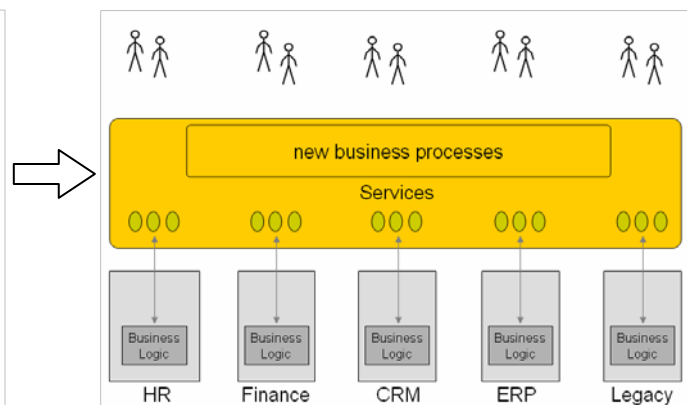 new business processes
Services
Business Logic
Business Logic
Business Logic
Business Logic
Business Logic
HR
Finance
CRM
ERP
Legacy